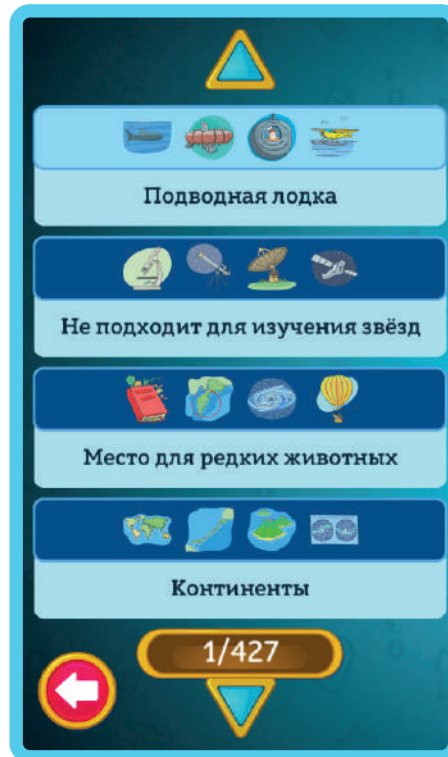 Подводная лодка
Не подходит для изучения звёзд
Место для редких животных
Континенты
1/427